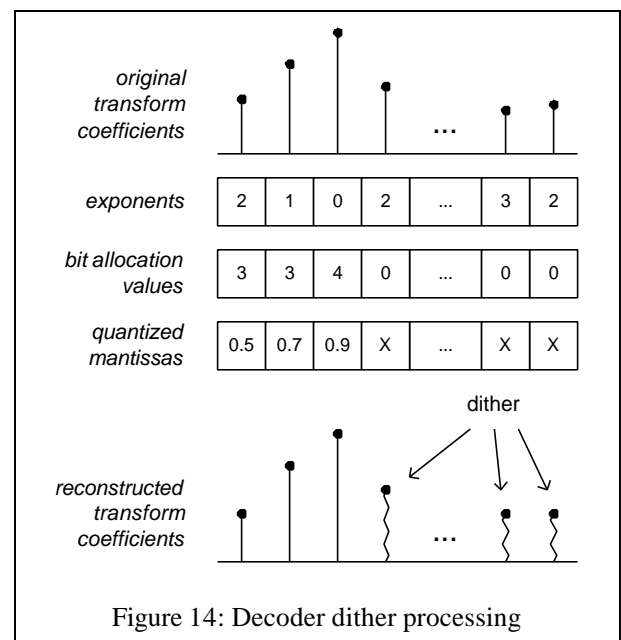 original
transform
coefficients
...
exponents 2 1 0 2 ... 3 2
bit allocation
values
3 3 4 0 ... 0 0
quantized
mantissas
0.5 0.7 0.9 X ... X X
dither
reconstructed
transform
coefficients
...
Figure 14: Decoder dither processing